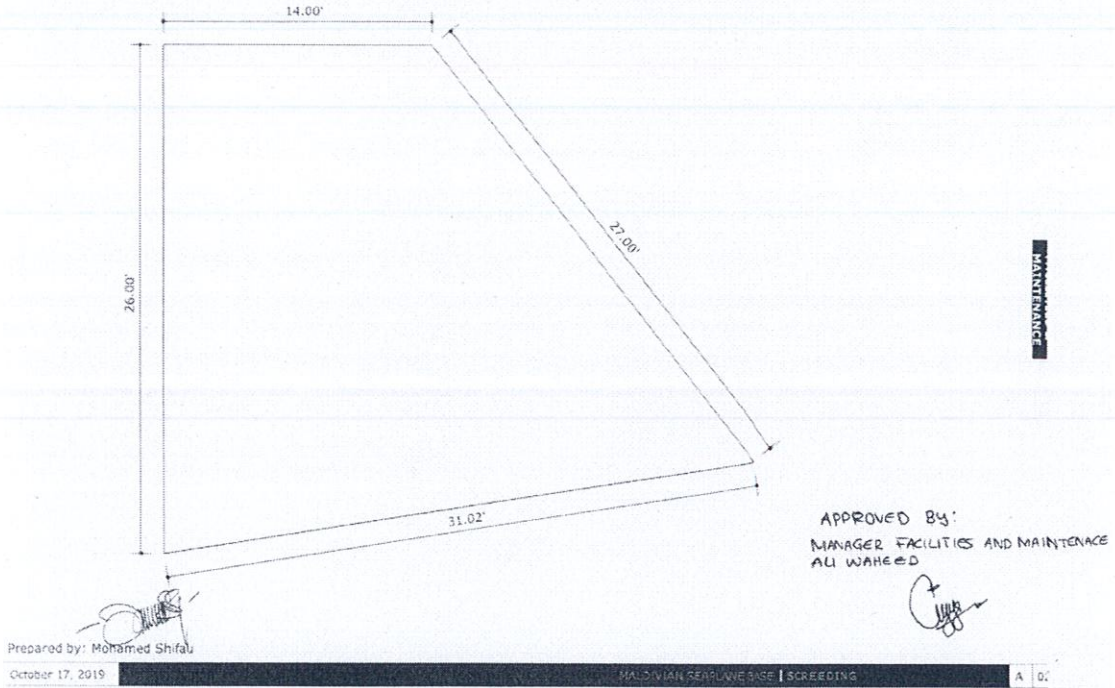 14.00'
26.00'
27.00'
MAINTENANCE
31.02'
APPROVED BY:
MANAGER FACILITIES AND MAINTENACE
ALI WAHEED
Prepared by: Mohamed Shifau
October 17, 2019
MALDIVIAN SEAPLANE BASE | SCREEDING
A